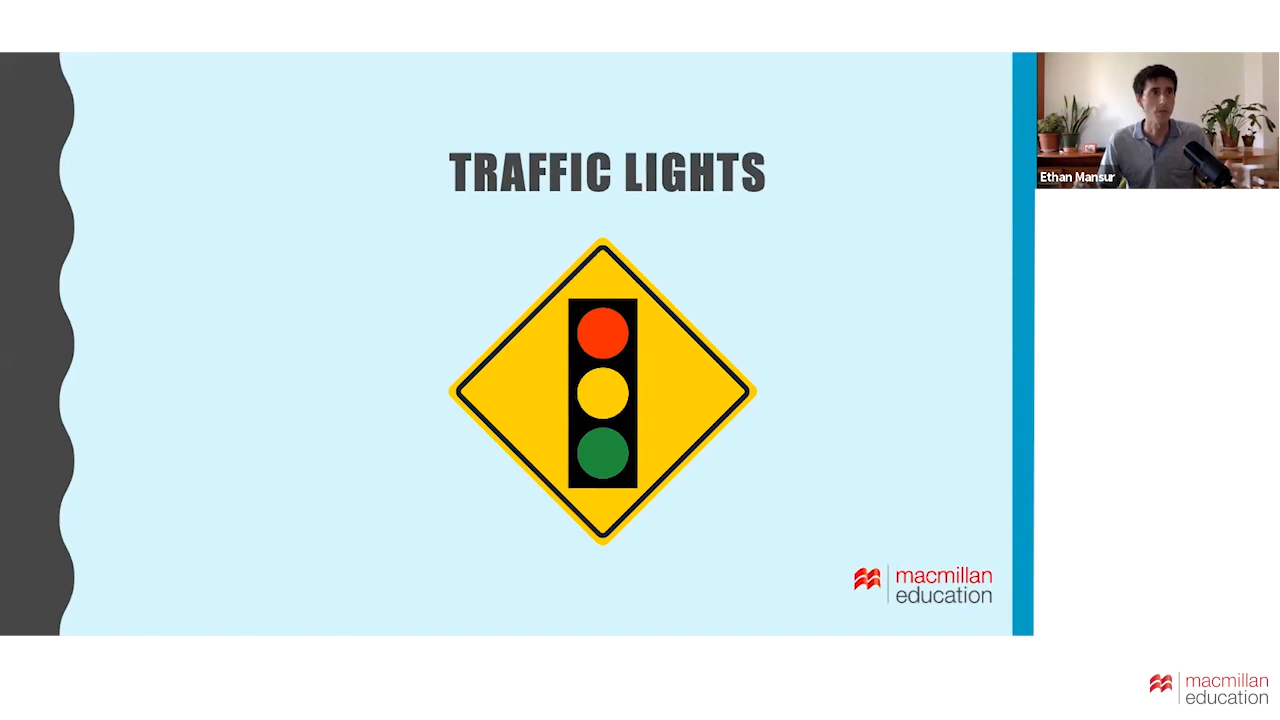 TRAFFIC LIGHTS
Ethan Mansur
macmillan
education
macmillan
education